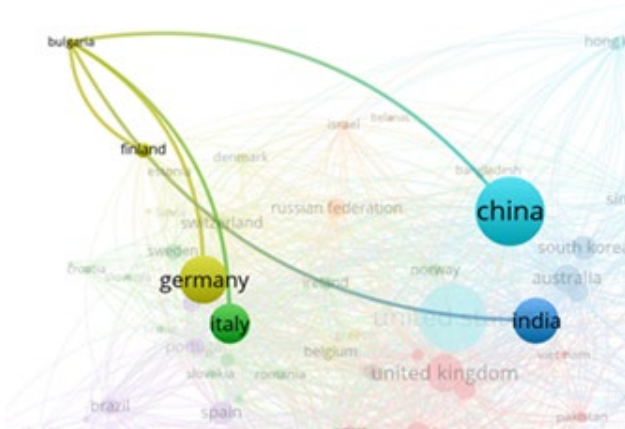 bulgaria
hong
israel
belarus
finland
denmark
estonia
bangladesh
russian federation
china
switzerland
sweden
south korea
croatia
norway
germany
ireland
australia
italy
india
belgium
slovakia
romania
united kingdom
vietnam
brazil
spain
pakistan